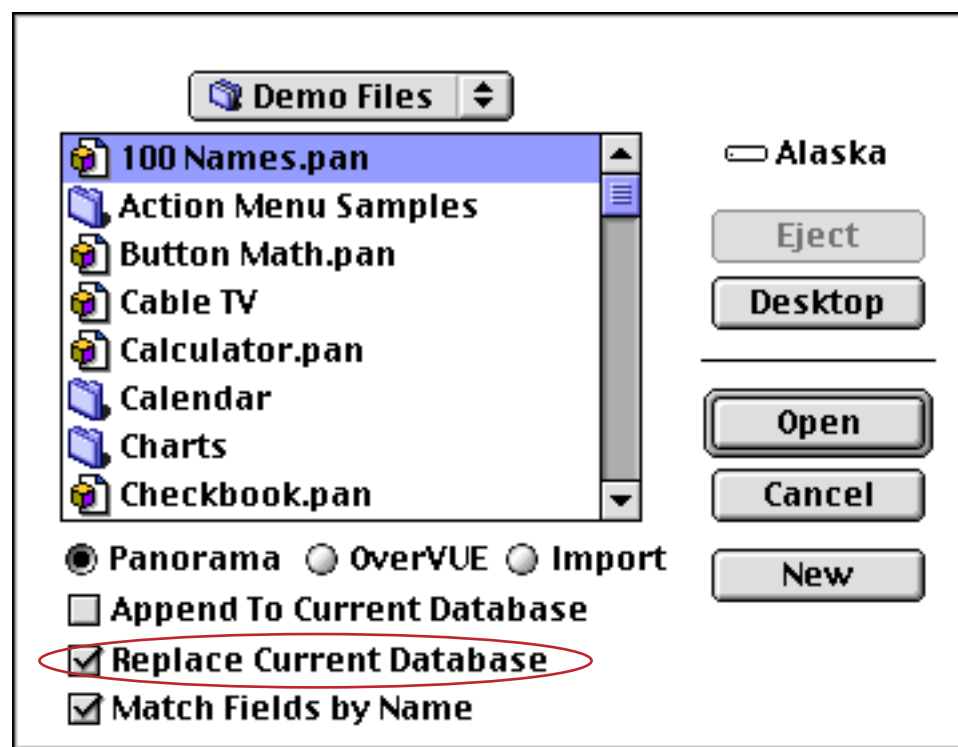 Demo Files
100 Names.pan
Action Menu Samples
Button Math.pan
Cable TV
Calculator.pan
Calendar
Charts
Checkbook.pan
Alaska
Eject
Desktop
Open
Cancel
New
Panorama OverVUE Import
Append To Current Database
Replace Current Database
Match Fields by Name